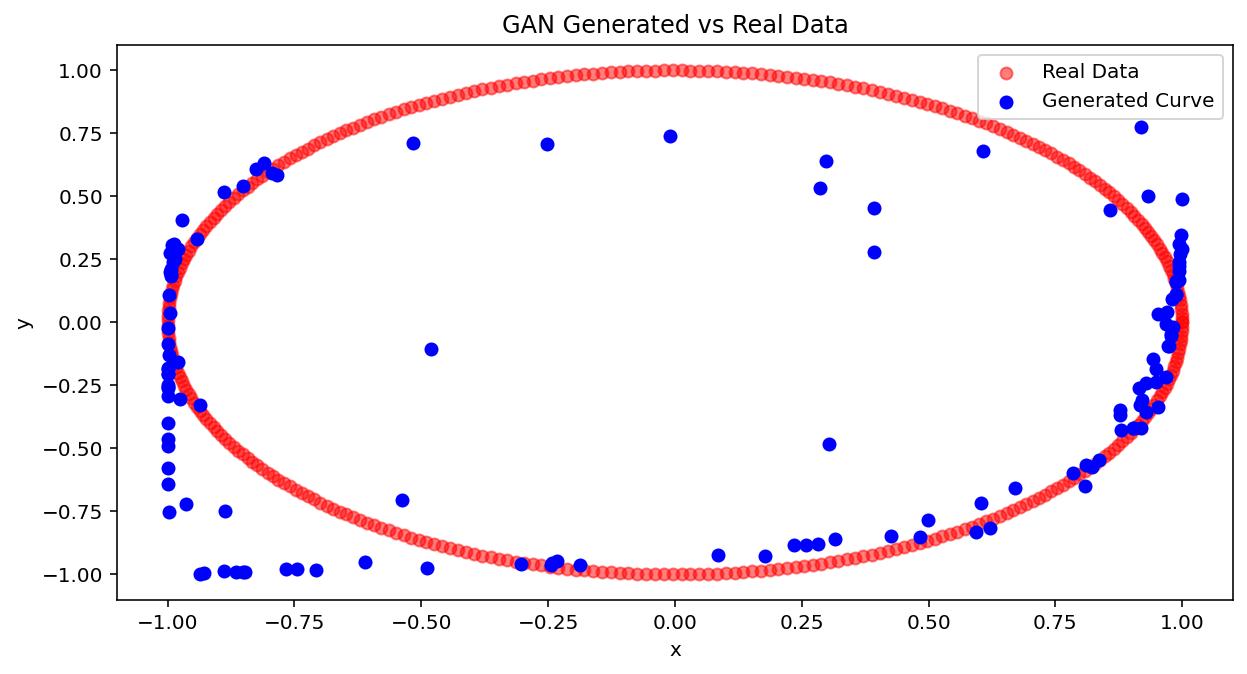 GAN Generated vs Real Data
Real Data
Generated Curve
1.00
0.75
0.50
0.25
0.00
−0.25
−0.50
−0.75
−1.00
y
−1.00 −0.75 −0.50 −0.25 0.00 0.25 0.50 0.75 1.00
x